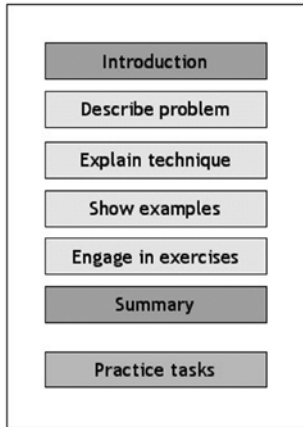 Introduction
Describe problem
Explain technique
Show examples
Engage in exercises
Summary
Practice tasks